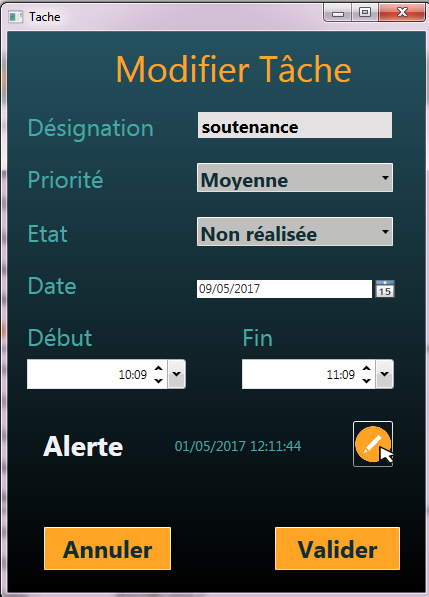 Tache
Modifier Tâche
Désignation soutenance
Priorité Moyenne
Etat Non réalisée
Date 09/05/2017 15
Début Fin
10:09 11:09
Alerte 01/05/2017 12:11:44
Annuler Valider